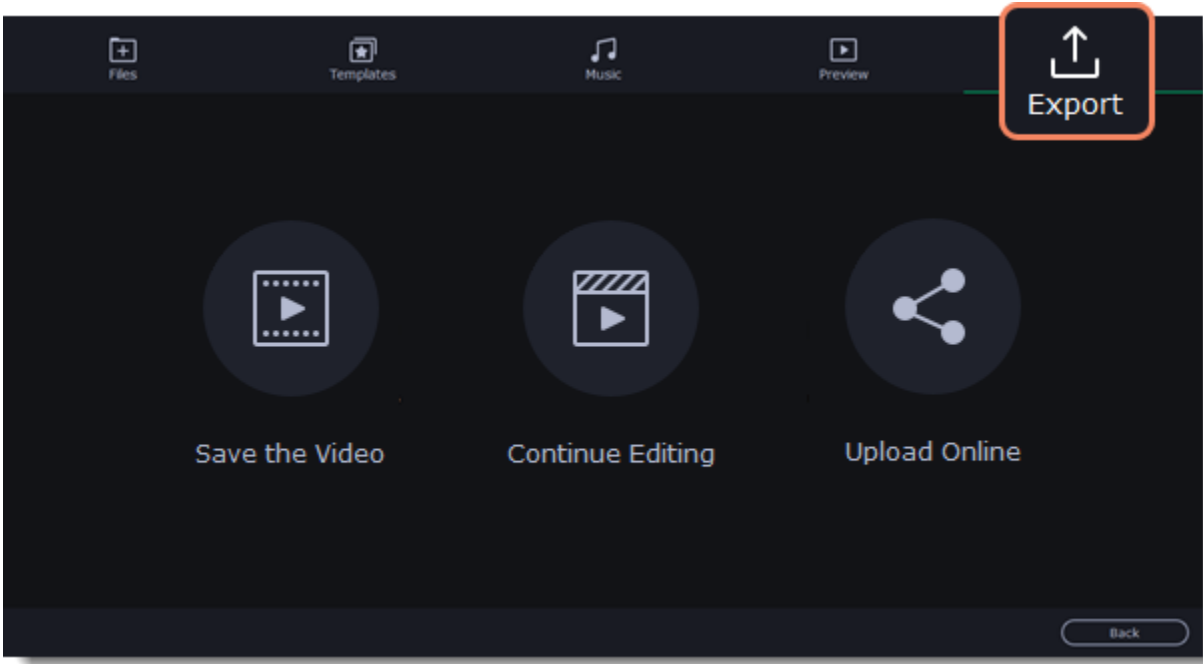 Files
Templates
Music
Preview
Export
Save the Video
Continue Editing
Upload Online
Back